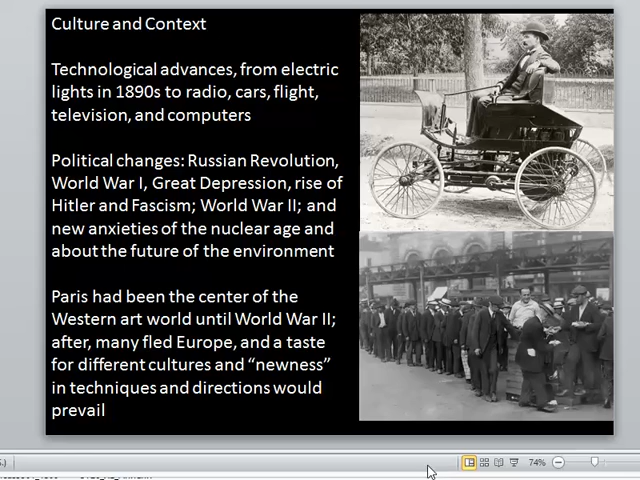 Culture and Context
Technological advances, from electric
lights in 1890s to radio, cars, flight,
television, and computers
Political changes: Russian Revolution,
World War I, Great Depression, rise of
Hitler and Fascism; World War II; and
new anxieties of the nuclear age and
about the future of the environment
Paris had been the center of the
Western art world until World War II;
after, many fled Europe, and a taste
for different cultures and “newness”
in techniques and directions would
prevail
74%